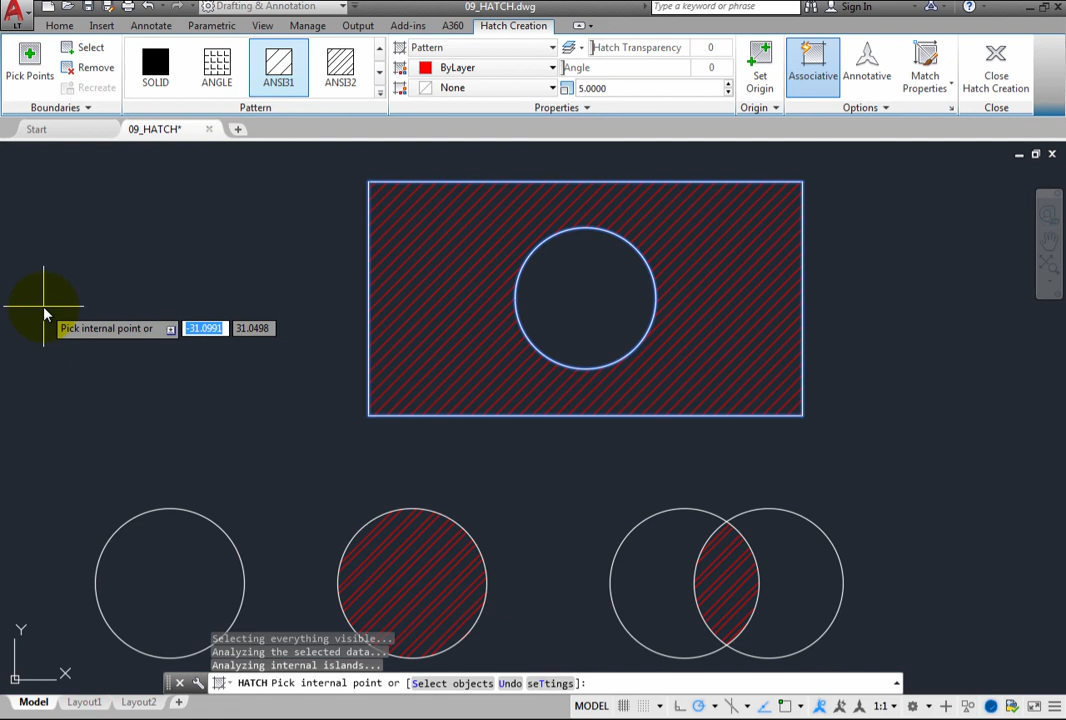 Drafting & Annotation
09_HATCH.dwg
Type a keyword or phrase
Sign In
LT
Home Insert Annotate Parametric View Manage Output Add-ins A360 Hatch Creation
Pick Points
Select
Remove
Recreate
Boundaries
SOLID
ANGLE
ANSI31
ANSI32
Pattern
Pattern
ByLayer
None
Hatch Transparency 0
Angle 0
5.0000
Properties
Set Origin
Origin
Associative
Annotative
Match Properties
Options
Close Hatch Creation
Close
Start
09_HATCH*
Pick internal point or -31.0991 31.0498
Selecting everything visible...
Analyzing the selected data...
Analyzing internal islands...
Y
X
HATCH Pick internal point or [Select objects Undo seTtings]:
Model Layout1 Layout2
MODEL
1:1